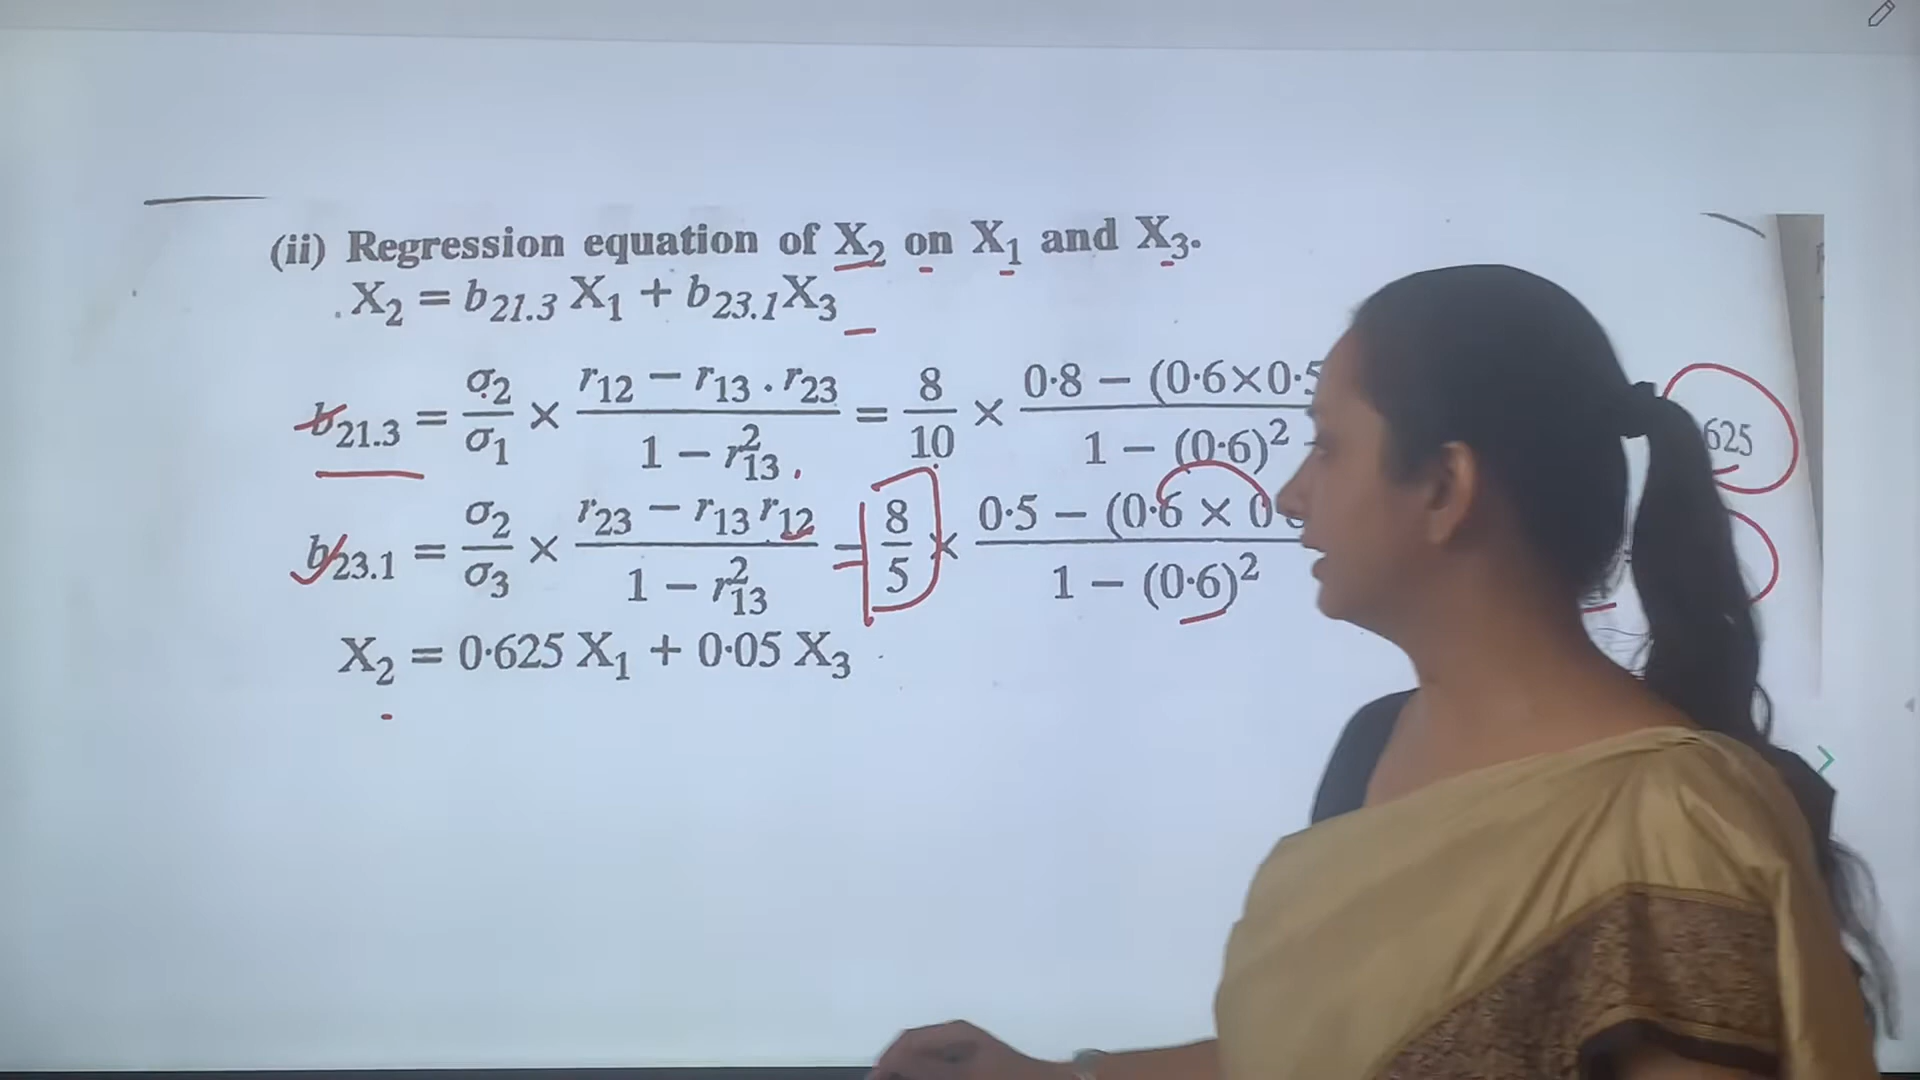 (ii) Regression equation of X₂ on X₁ and X₃.
X₂ = b₂₁.₃ X₁ + b₂₃.₁X₃
b₂₁.₃ = σ₂/σ₁ × (r₁₂ − r₁₃ . r₂₃)/(1 − r²₁₃) = 8/10 × 0·8 − (0·6×0·5 / 1 − (0·6)² 625
b₂₃.₁ = σ₂/σ₃ × (r₂₃ − r₁₃ r₁₂)/(1 − r²₁₃) = 8/5 × 0·5 − (0·6 × 0 / 1 − (0·6)²
X₂ = 0·625 X₁ + 0·05 X₃